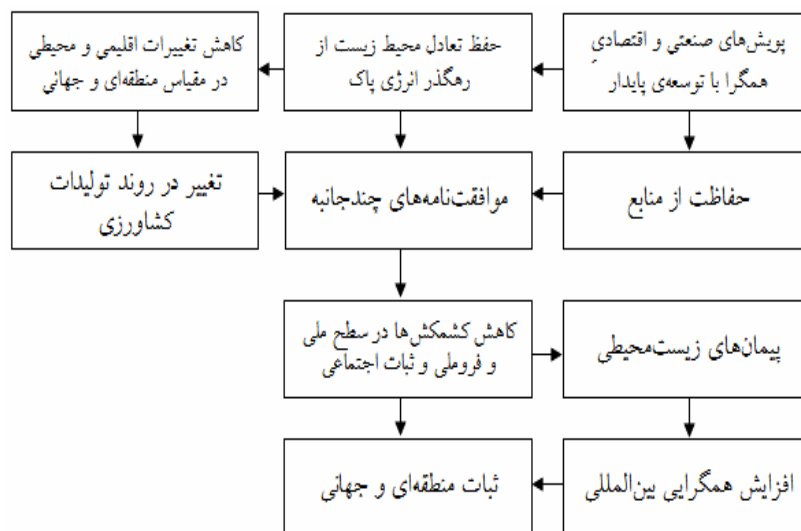 پویش‌های صنعتی و اقتصادی
همگرا با توسعه‌ی پایدار
حفظ تعادل محیط زیست از
رهگذر انرژی پاک
کاهش تغییرات اقلیمی و محیطی
در مقیاس منطقه‌ای و جهانی
حفاظت از منابع
موافقت‌نامه‌های چندجانبه
تغییر در روند تولیدات
کشاورزی
کاهش کشمکش‌ها در سطح ملی
و فروملی و ثبات اجتماعی
پیمان‌های زیست‌محیطی
افزایش همگرایی بین‌المللی
ثبات منطقه‌ای و جهانی